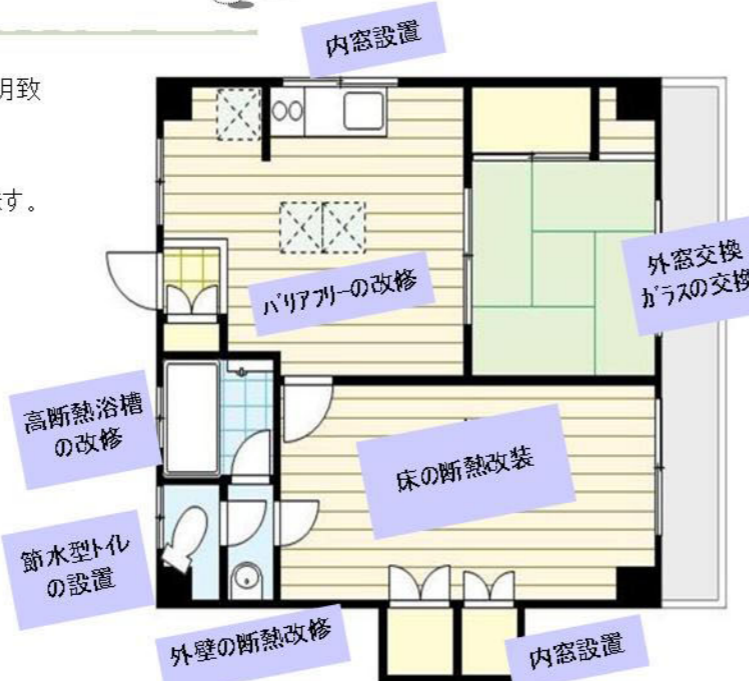 内窓設置
明致
す。
外窓交換
ガラスの交換
バリアフリーの改修
高断熱浴槽
の改修
床の断熱改装
節水型トイル
の設置
外壁の断熱改修
内窓設置